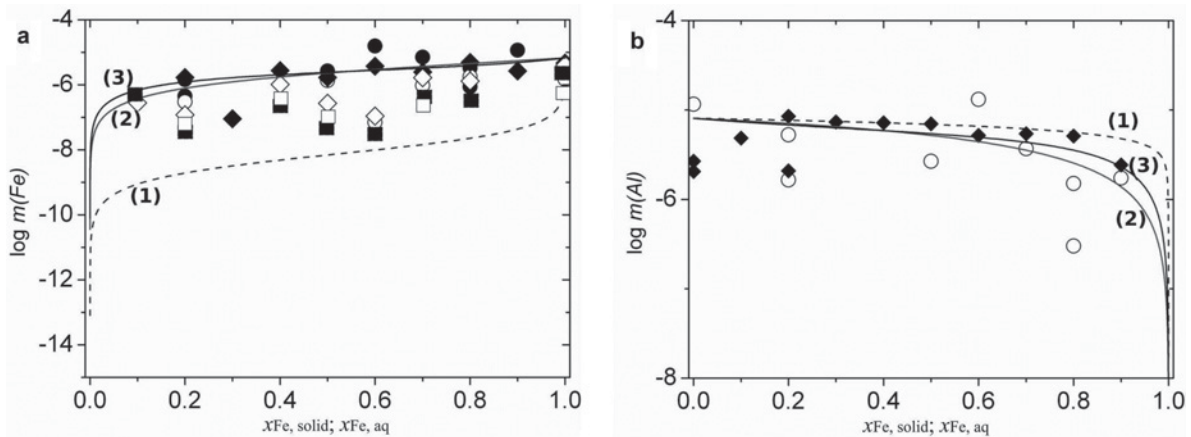 a
-4
-6
-8
-10
-12
-14
log m(Fe)
(3)
(2)
(1)
0.0 0.2 0.4 0.6 0.8 1.0
xFe, solid; xFe, aq
b
-4
-6
-8
log m(Al)
(1)
(3)
(2)
0.0 0.2 0.4 0.6 0.8 1.0
xFe, solid; xFe, aq